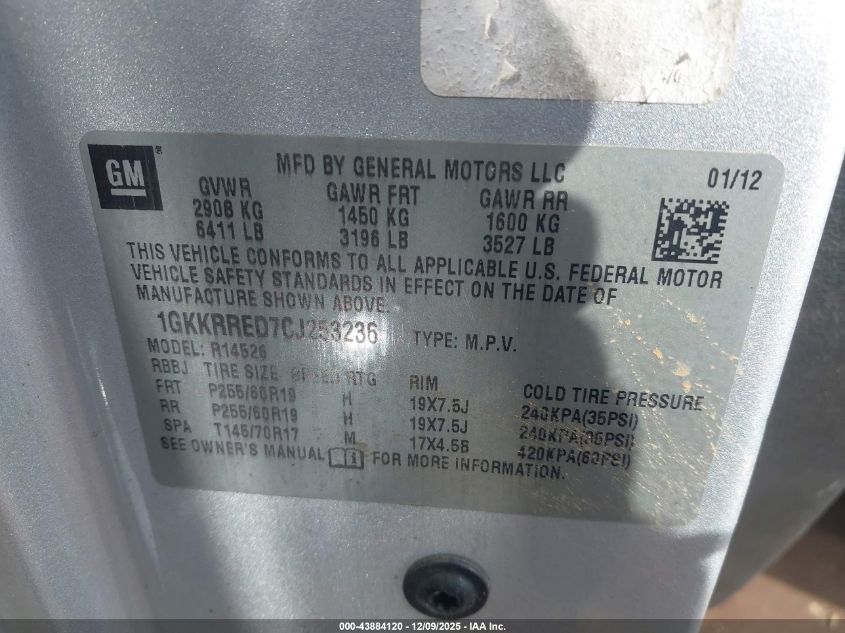 GM
MFD BY GENERAL MOTORS LLC 01/12
GVWR GAWR FRT GAWR RR
2908 KG 1450 KG 1600 KG
6411 LB 3196 LB 3527 LB
THIS VEHICLE CONFORMS TO ALL APPLICABLE U.S. FEDERAL MOTOR
VEHICLE SAFETY STANDARDS IN EFFECT ON THE DATE OF
MANUFACTURE SHOWN ABOVE.
1GKKRRED7CJ253236 TYPE: M.P.V.
MODEL: R14526
RBBJ TIRE SIZE SPEED RTG RIM COLD TIRE PRESSURE
FRT P255/60R19 H 19X7.5J 240KPA(35PSI)
RR P255/60R19 H 19X7.5J 240KPA(35PSI)
SPA T145/70R17 M 17X4.5B 420KPA(60PSI)
SEE OWNER'S MANUAL FOR MORE INFORMATION.
000-43884120 - 12/09/2025 - IAA Inc.